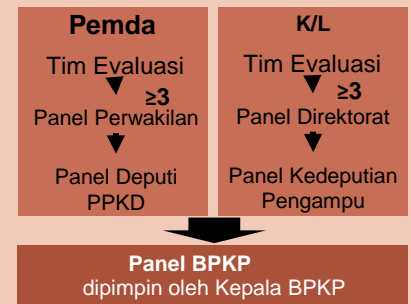 Pemda
Tim Evaluasi
≥3
Panel Perwakilan
Panel Deputi
PPKD
K/L
Tim Evaluasi
≥3
Panel Direktorat
Panel Kedeputian
Pengampu
Panel BPKP
dipimpin oleh Kepala BPKP